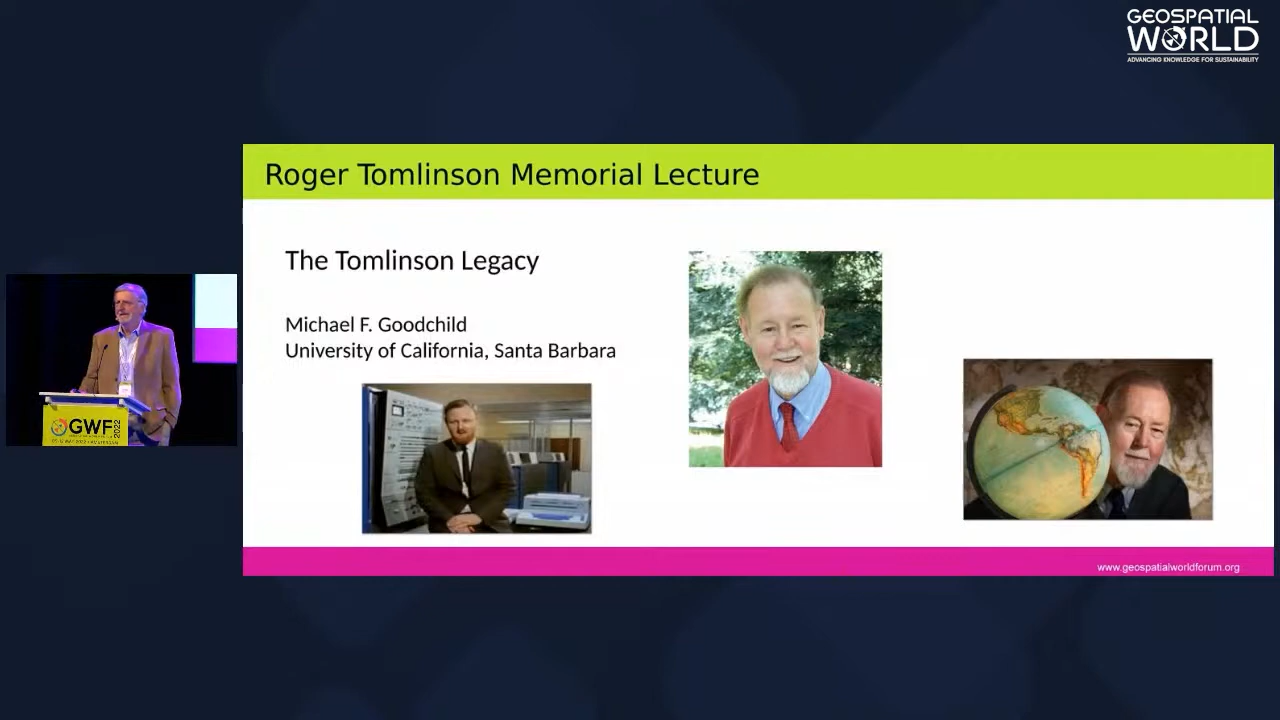 GEOSPATIAL
WORLD
ADVANCING KNOWLEDGE FOR SUSTAINABILITY
Roger Tomlinson Memorial Lecture
The Tomlinson Legacy
Michael F. Goodchild
University of California, Santa Barbara
GWF
2022
www.geospatialworldforum.org